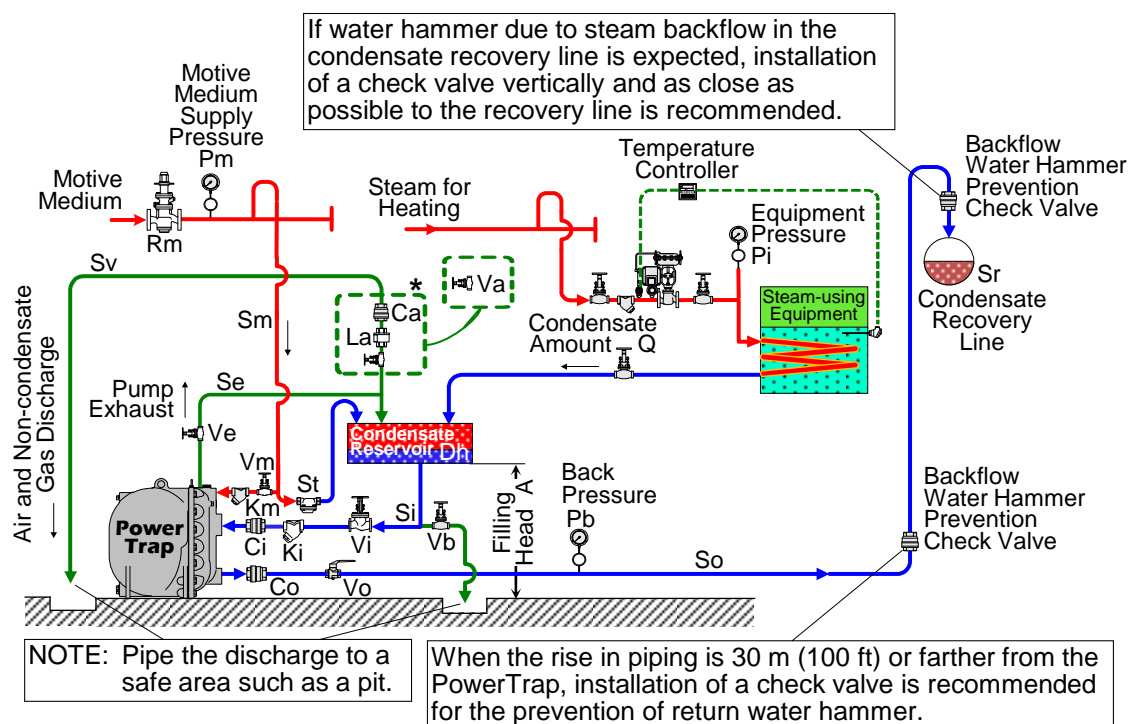 If water hammer due to steam backflow in the
condensate recovery line is expected, installation
of a check valve vertically and as close as
possible to the recovery line is recommended.
Motive
Medium
Supply
Pressure
Pm
Motive
Medium
Rm
Steam for
Heating
Temperature
Controller
Equipment
Pressure
Pi
Backflow
Water Hammer
Prevention
Check Valve
Sr
Condensate
Recovery
Line
Sv
*
Va
Ca
La
Sm
Condensate
Amount Q
Steam-using
Equipment
Air and Non-condensate
Gas Discharge
Pump
Exhaust
Se
Ve
Condensate
Reservoir Dh
Vm
Km
St
Power
Trap
Ci
Ki
Vi
Si
Vb
Filling
Head A
Back
Pressure
Pb
Backflow
Water Hammer
Prevention
Check Valve
Co
Vo
So
NOTE: Pipe the discharge to a
safe area such as a pit.
When the rise in piping is 30 m (100 ft) or farther from the
PowerTrap, installation of a check valve is recommended
for the prevention of return water hammer.